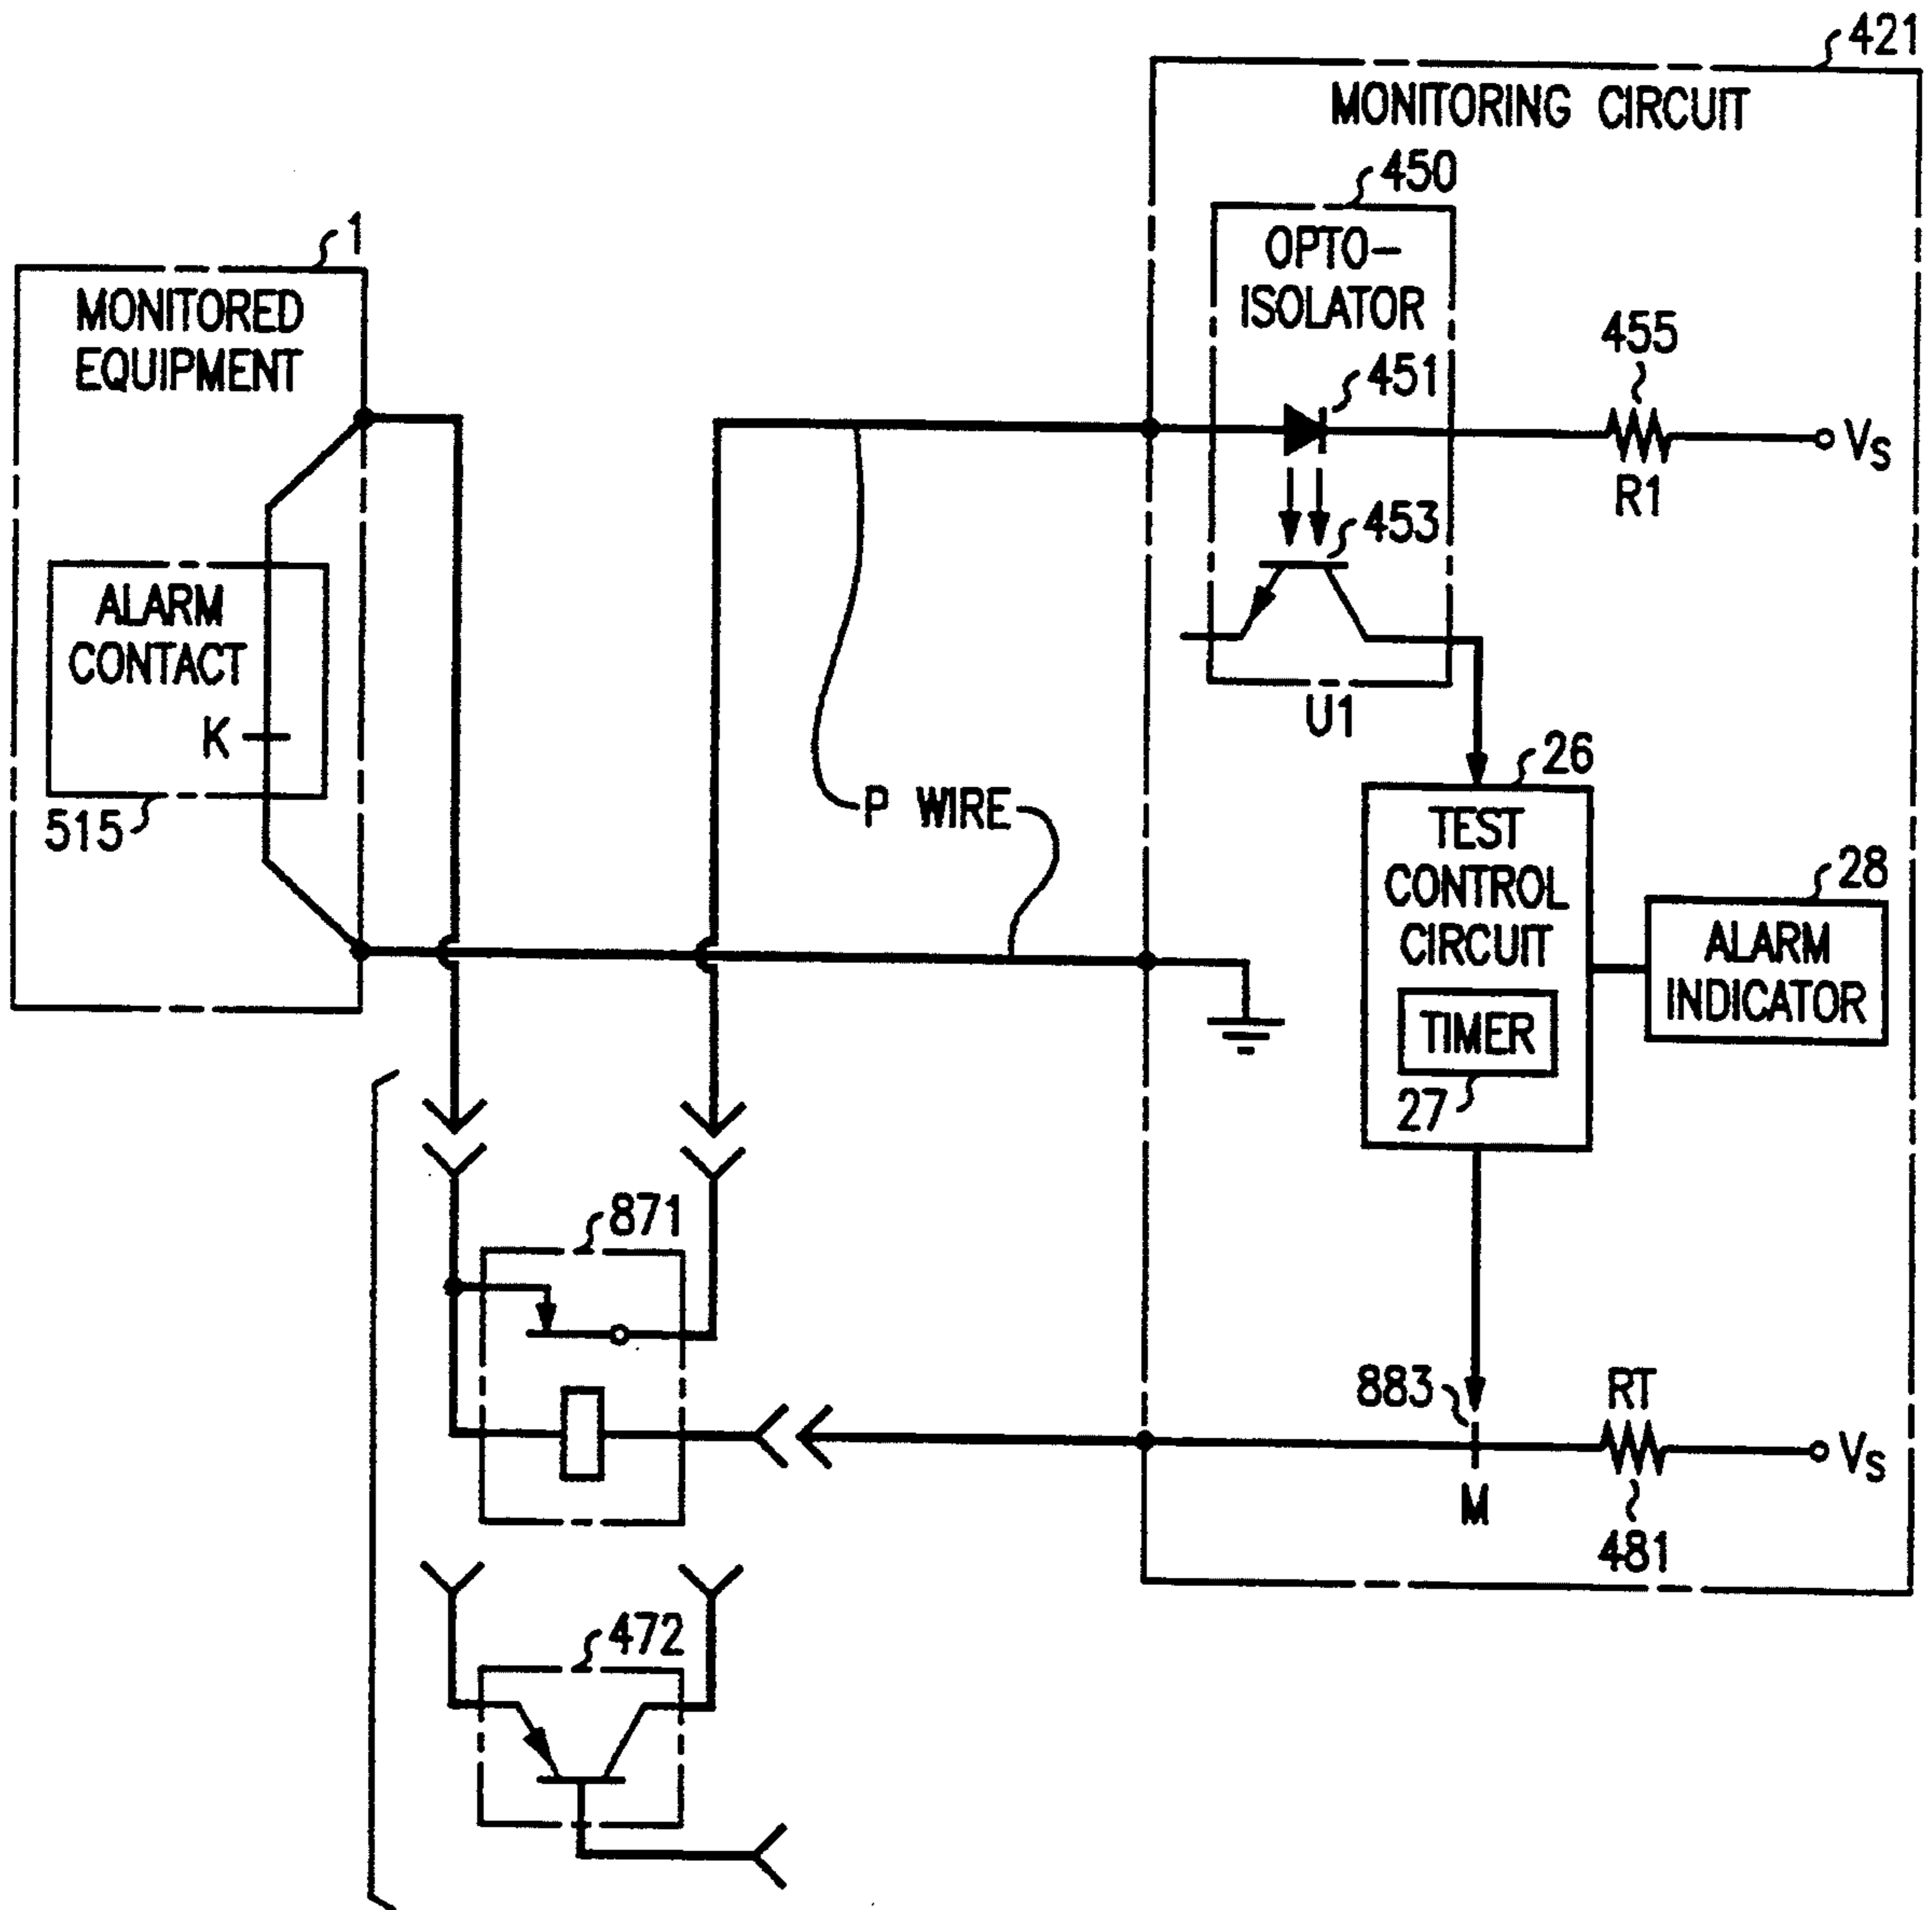 421
MONITORING CIRCUIT
450
OPTO-
ISOLATOR
1
MONITORED
EQUIPMENT
455
451
VS
R1
453
ALARM
CONTACT
K
U1
515
26
P WIRE
TEST
CONTROL
CIRCUIT
28
ALARM
INDICATOR
TIMER
27
871
883
RT
VS
M
481
472